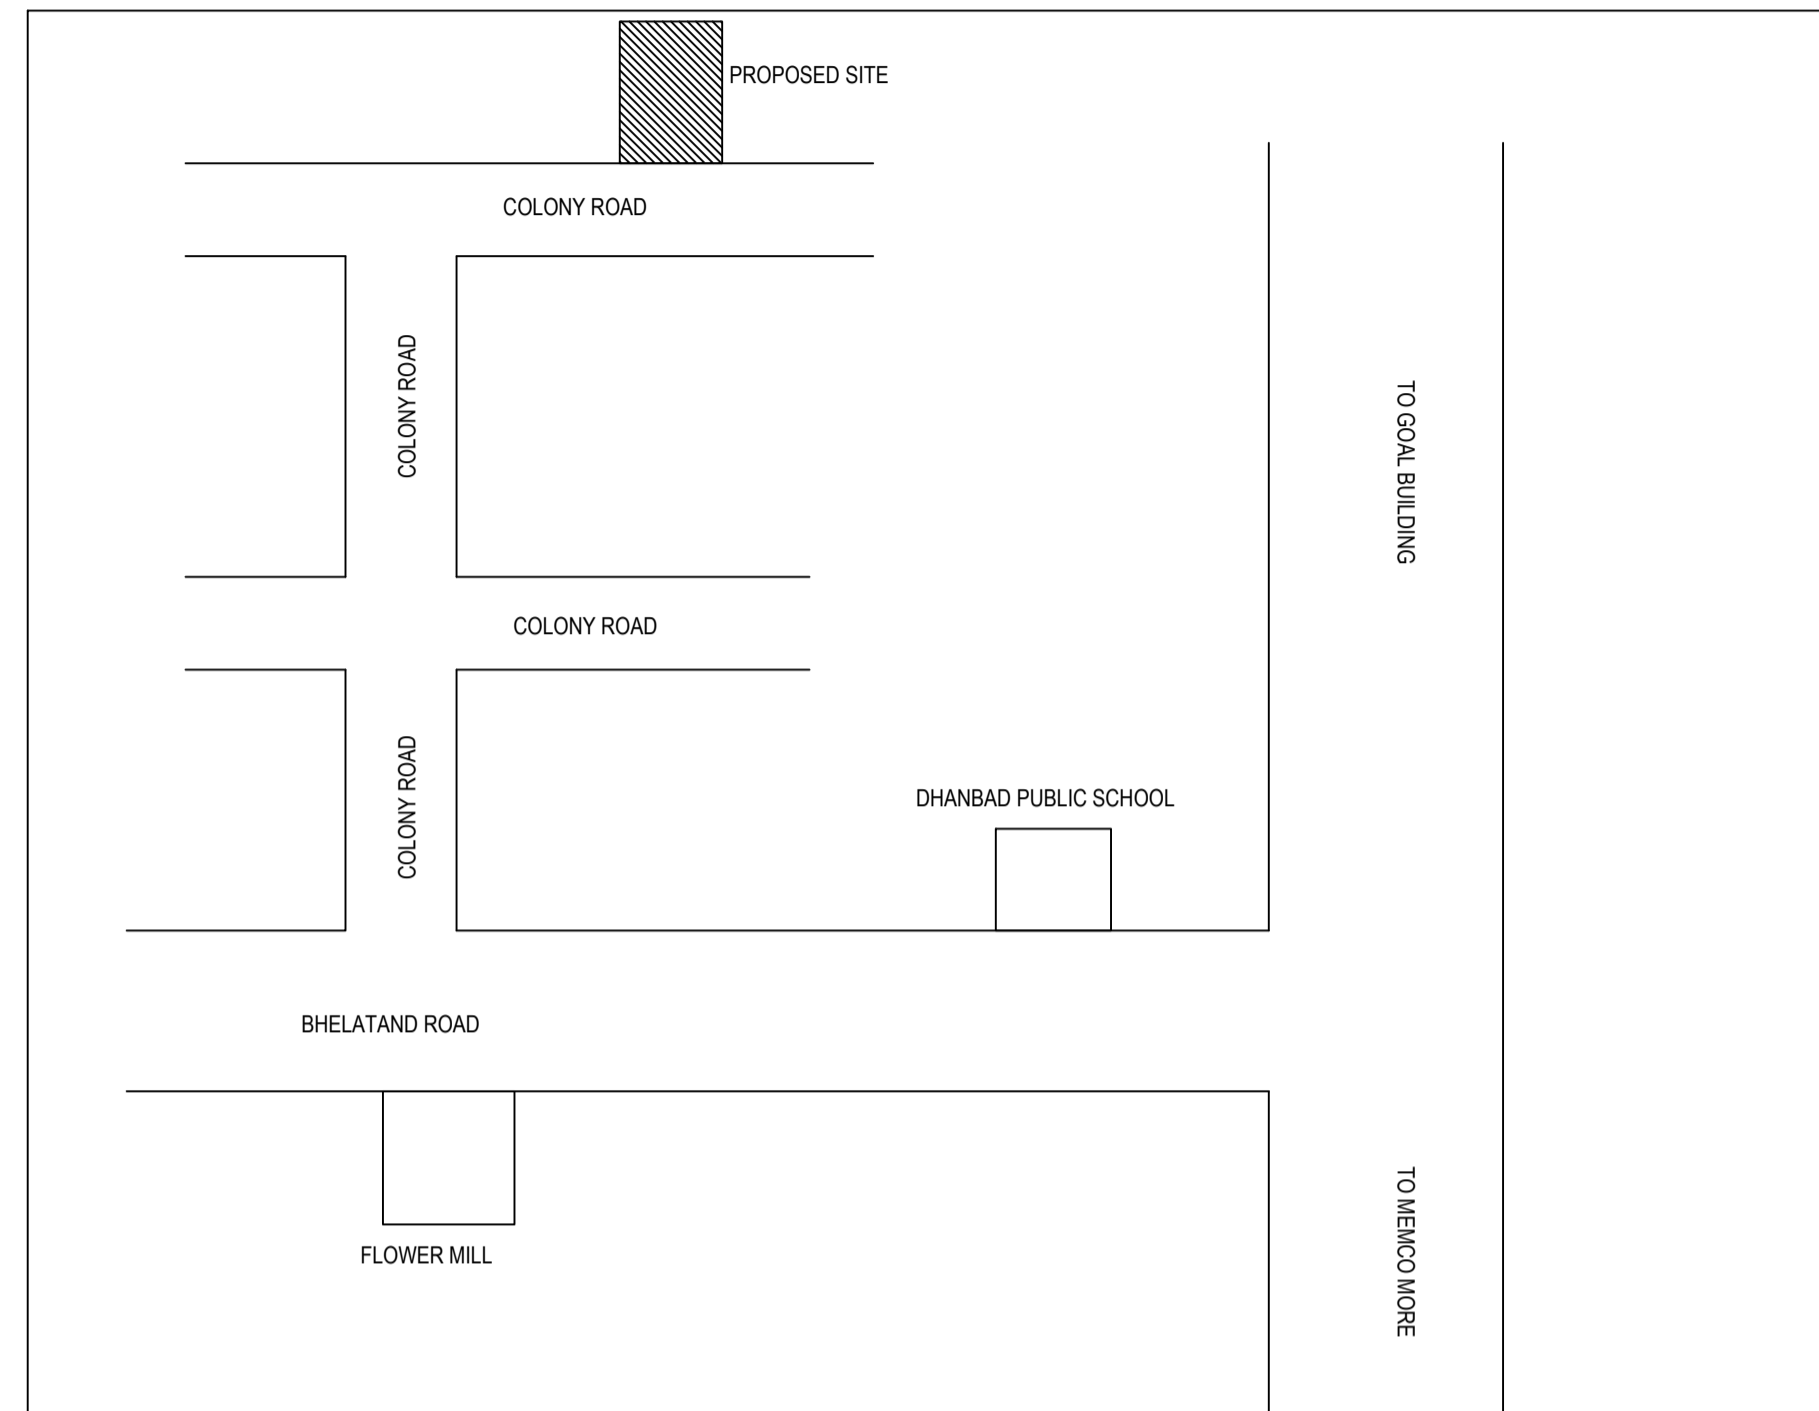 PROPOSED SITE
COLONY ROAD
COLONY ROAD
TO GOAL BUILDING
COLONY ROAD
COLONY ROAD
DHANBAD PUBLIC SCHOOL
BHELATAND ROAD
FLOWER MILL
TO MEMCO MORE